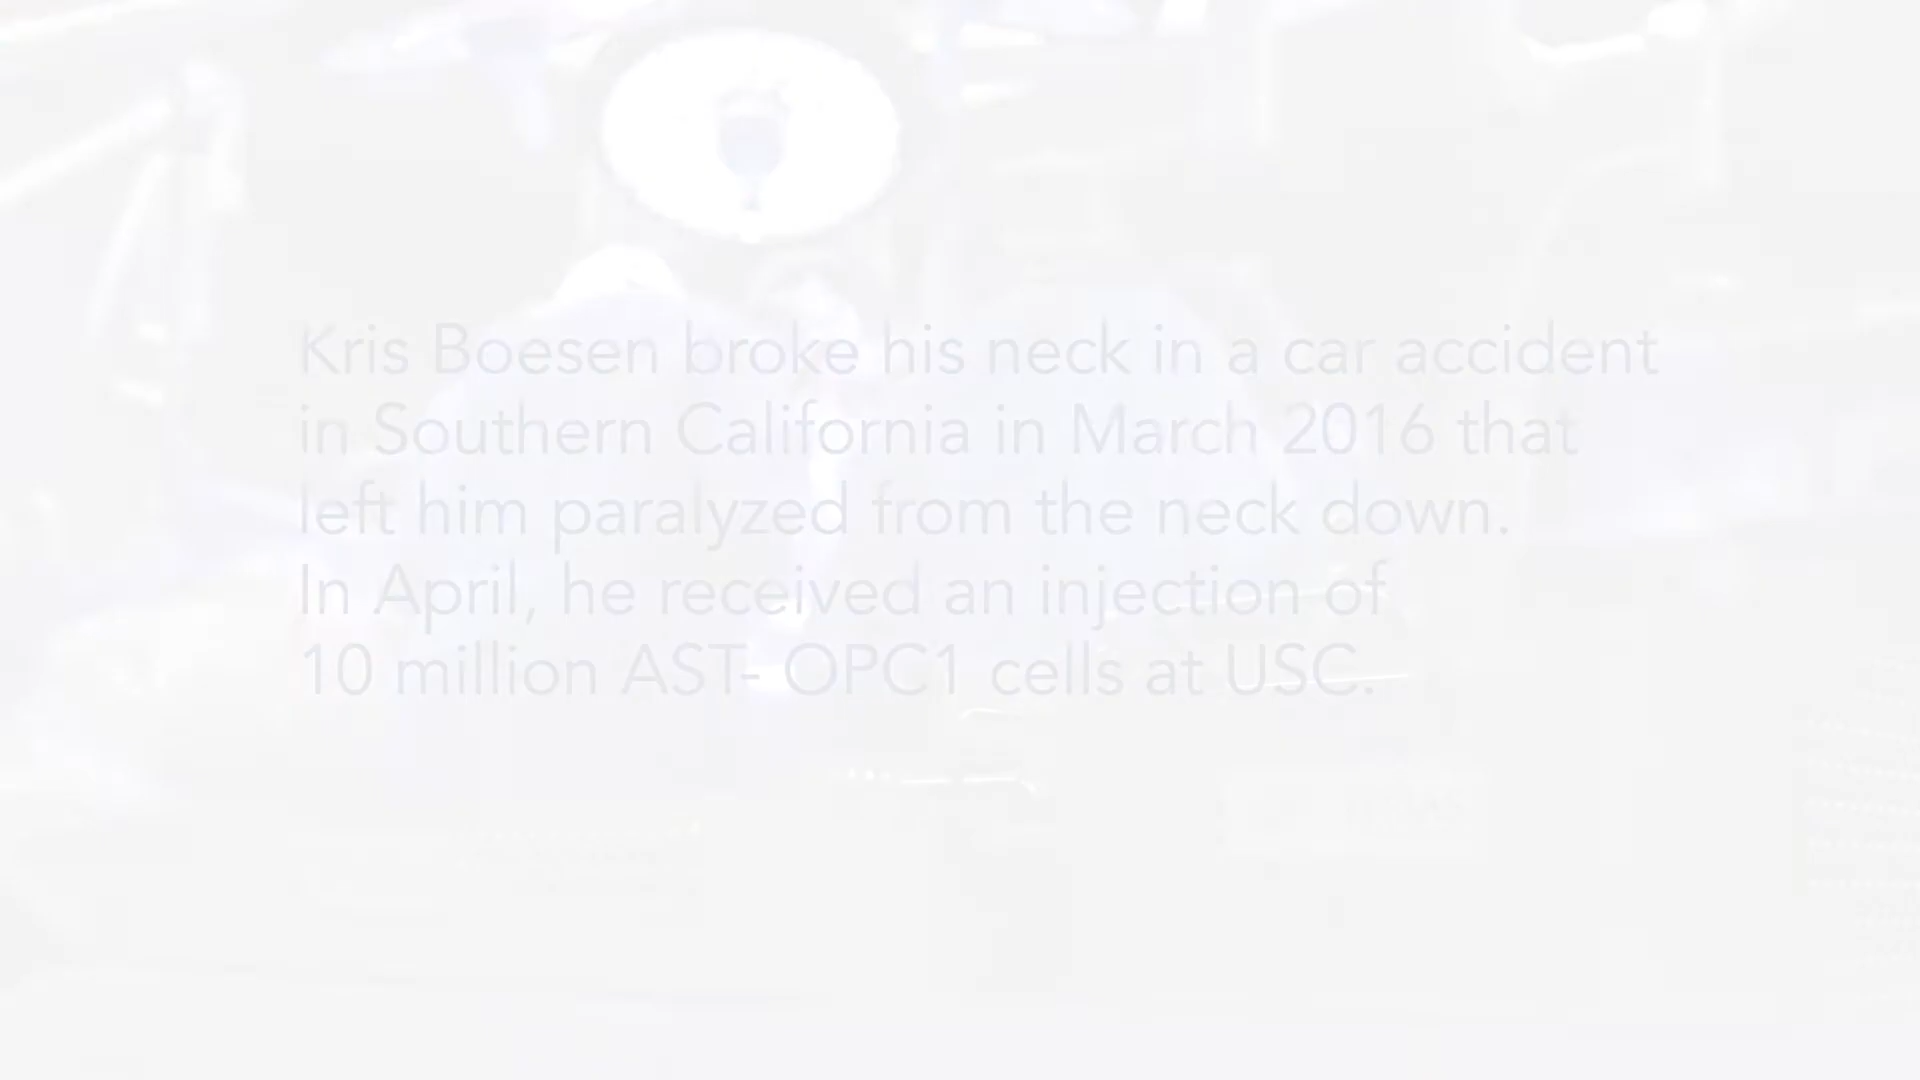 Kris Boesen broke his neck in a car accident
in Southern California in March 2016 that
left him paralyzed from the neck down.
In April, he received an injection of
10 million AST- OPC1 cells at USC.